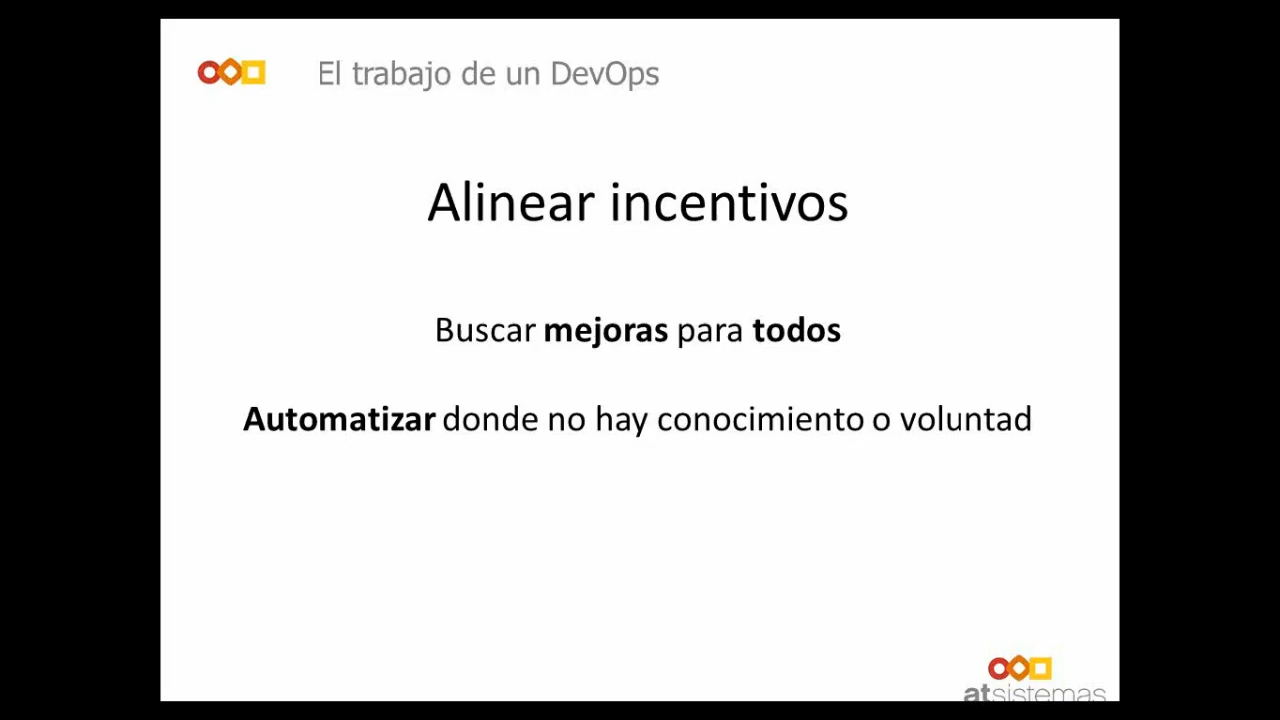 El trabajo de un DevOps
Alinear incentivos
Buscar mejoras para todos
Automatizar donde no hay conocimiento o voluntad
atsistemas